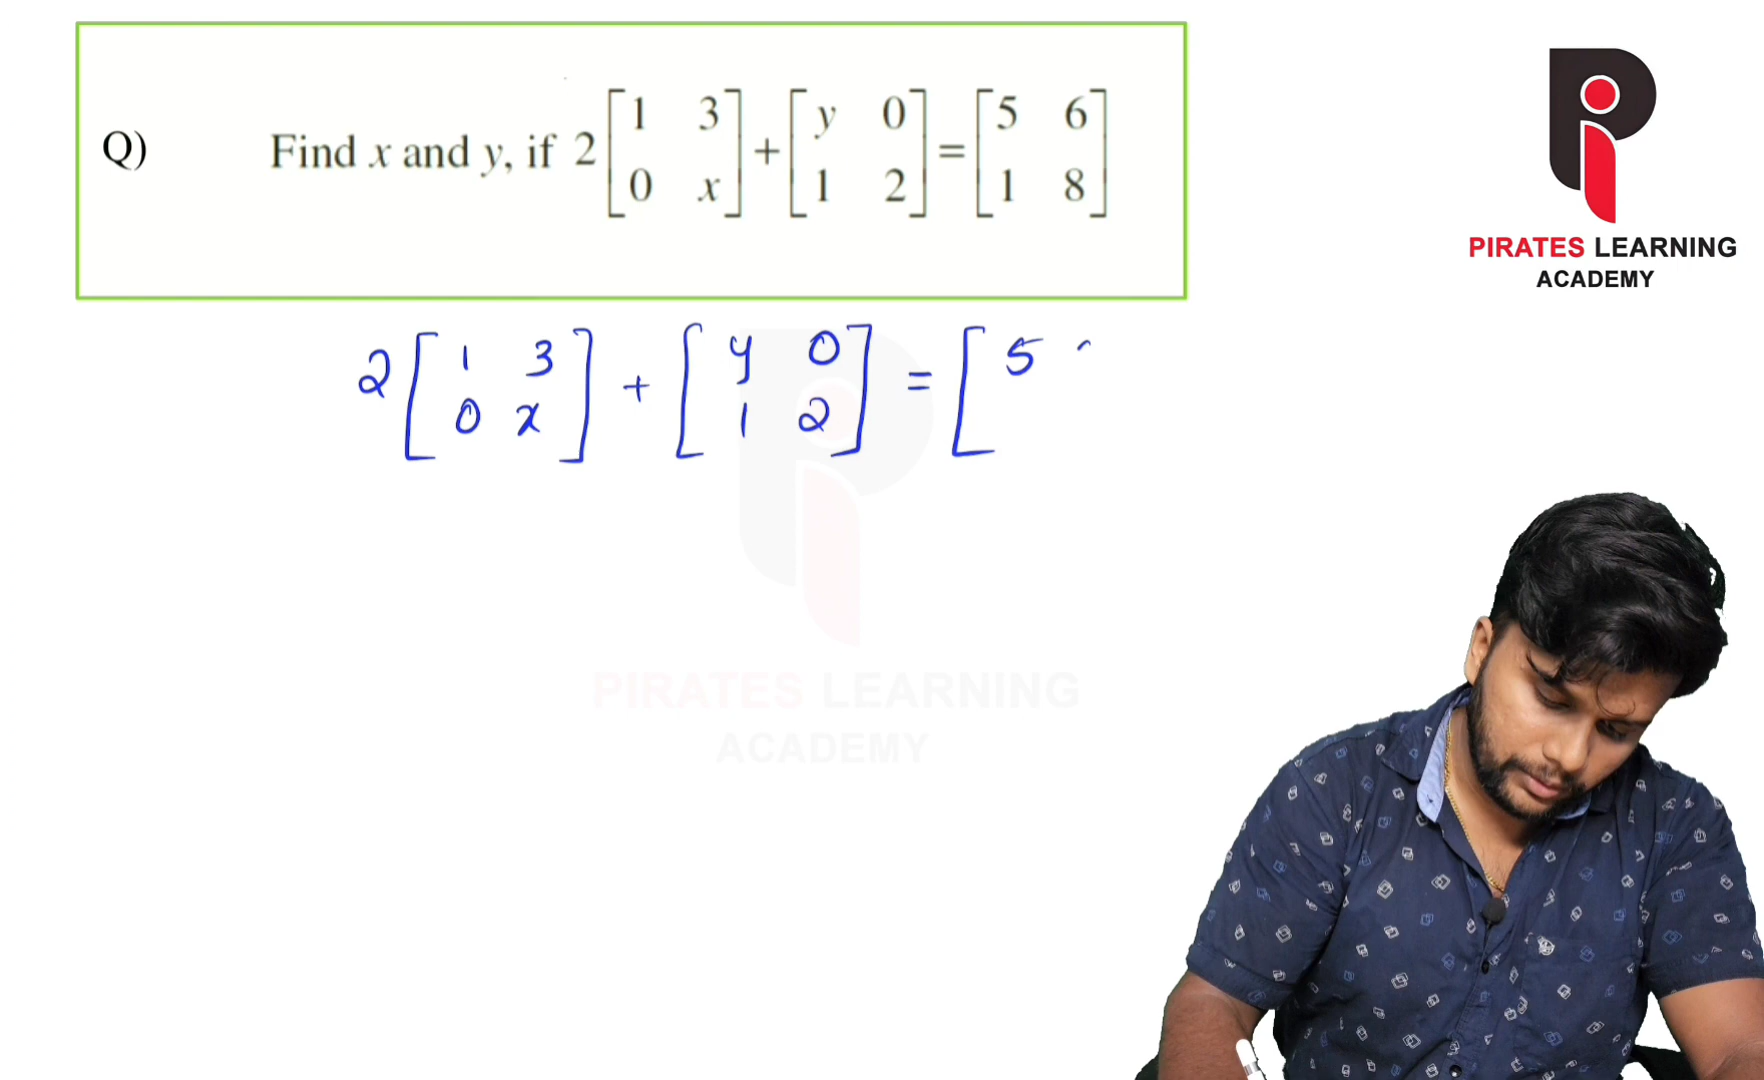 Q) Find x and y, if 2 [1 3; 0 x] + [y 0; 1 2] = [5 6; 1 8]
PIRATES LEARNING
ACADEMY
2 [1 3; 0 x] + [y 0; 1 2] = [5
PIRATES LEARNING
ACADEMY